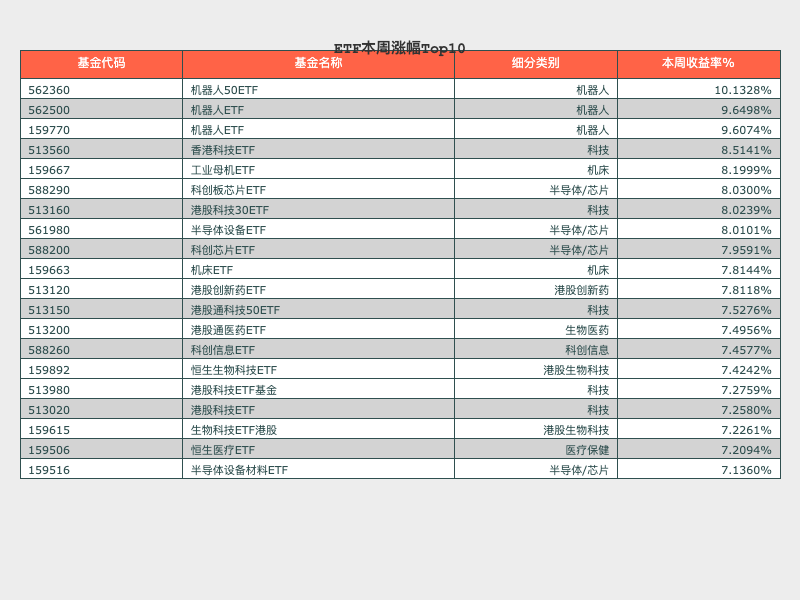 ETF本周涨幅Top10
基金代码 基金名称 细分类别 本周收益率%
562360 机器人50ETF 机器人 10.1328%
562500 机器人ETF 机器人 9.6498%
159770 机器人ETF 机器人 9.6074%
513560 香港科技ETF 科技 8.5141%
159667 工业母机ETF 机床 8.1999%
588290 科创板芯片ETF 半导体/芯片 8.0300%
513160 港股科技30ETF 科技 8.0239%
561980 半导体设备ETF 半导体/芯片 8.0101%
588200 科创芯片ETF 半导体/芯片 7.9591%
159663 机床ETF 机床 7.8144%
513120 港股创新药ETF 港股创新药 7.8118%
513150 港股通科技50ETF 科技 7.5276%
513200 港股通医药ETF 生物医药 7.4956%
588260 科创信息ETF 科创信息 7.4577%
159892 恒生生物科技ETF 港股生物科技 7.4242%
513980 港股科技ETF基金 科技 7.2759%
513020 港股科技ETF 科技 7.2580%
159615 生物科技ETF港股 港股生物科技 7.2261%
159506 恒生医疗ETF 医疗保健 7.2094%
159516 半导体设备材料ETF 半导体/芯片 7.1360%